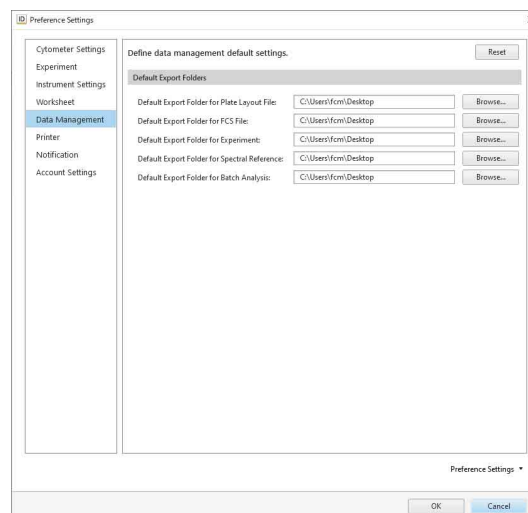 ID Preference Settings
Cytometer Settings
Experiment
Instrument Settings
Worksheet
Data Management
Printer
Notification
Account Settings
Define data management default settings. Reset
Default Export Folders
Default Export Folder for Plate Layout File: C:\Users\fcm\Desktop Browse...
Default Export Folder for FCS File: C:\Users\fcm\Desktop Browse...
Default Export Folder for Experiment: C:\Users\fcm\Desktop Browse...
Default Export Folder for Spectral Reference: C:\Users\fcm\Desktop Browse...
Default Export Folder for Batch Analysis: C:\Users\fcm\Desktop Browse...
Preference Settings
OK Cancel